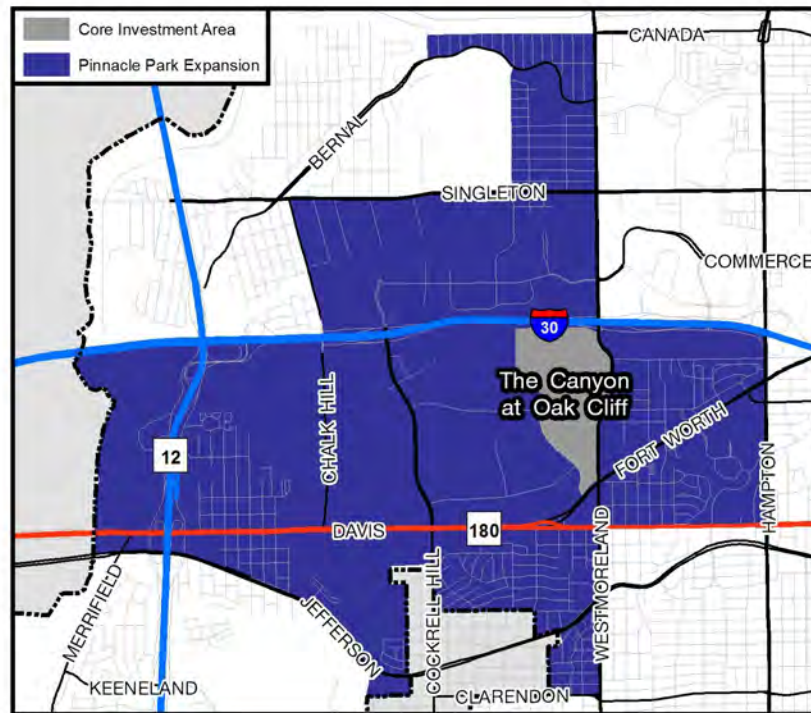 Core Investment Area
Pinnacle Park Expansion
CANADA
BERNAL
SINGLETON
COMMERCE
30
The Canyon
at Oak Cliff
CHALK HILL
FORT WORTH
12
HAMPTON
DAVIS
180
MERRIFIELD
JEFFERSON
COCKRELL HILL
WESTMORELAND
KEENELAND
CLARENDON